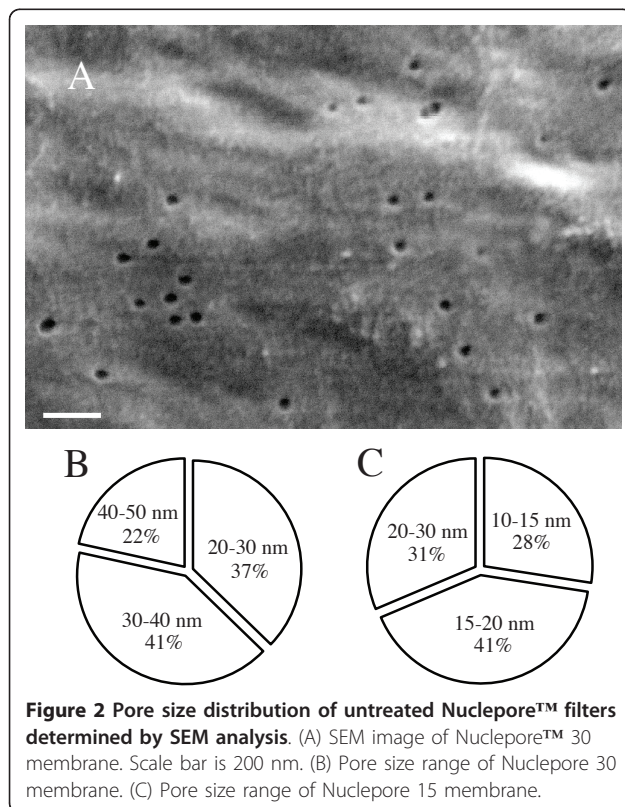 A
B
40-50 nm
22%
20-30 nm
37%
30-40 nm
41%
C
20-30 nm
31%
10-15 nm
28%
15-20 nm
41%
Figure 2 Pore size distribution of untreated Nuclepore™ filters
determined by SEM analysis. (A) SEM image of Nuclepore™ 30
membrane. Scale bar is 200 nm. (B) Pore size range of Nuclepore 30
membrane. (C) Pore size range of Nuclepore 15 membrane.